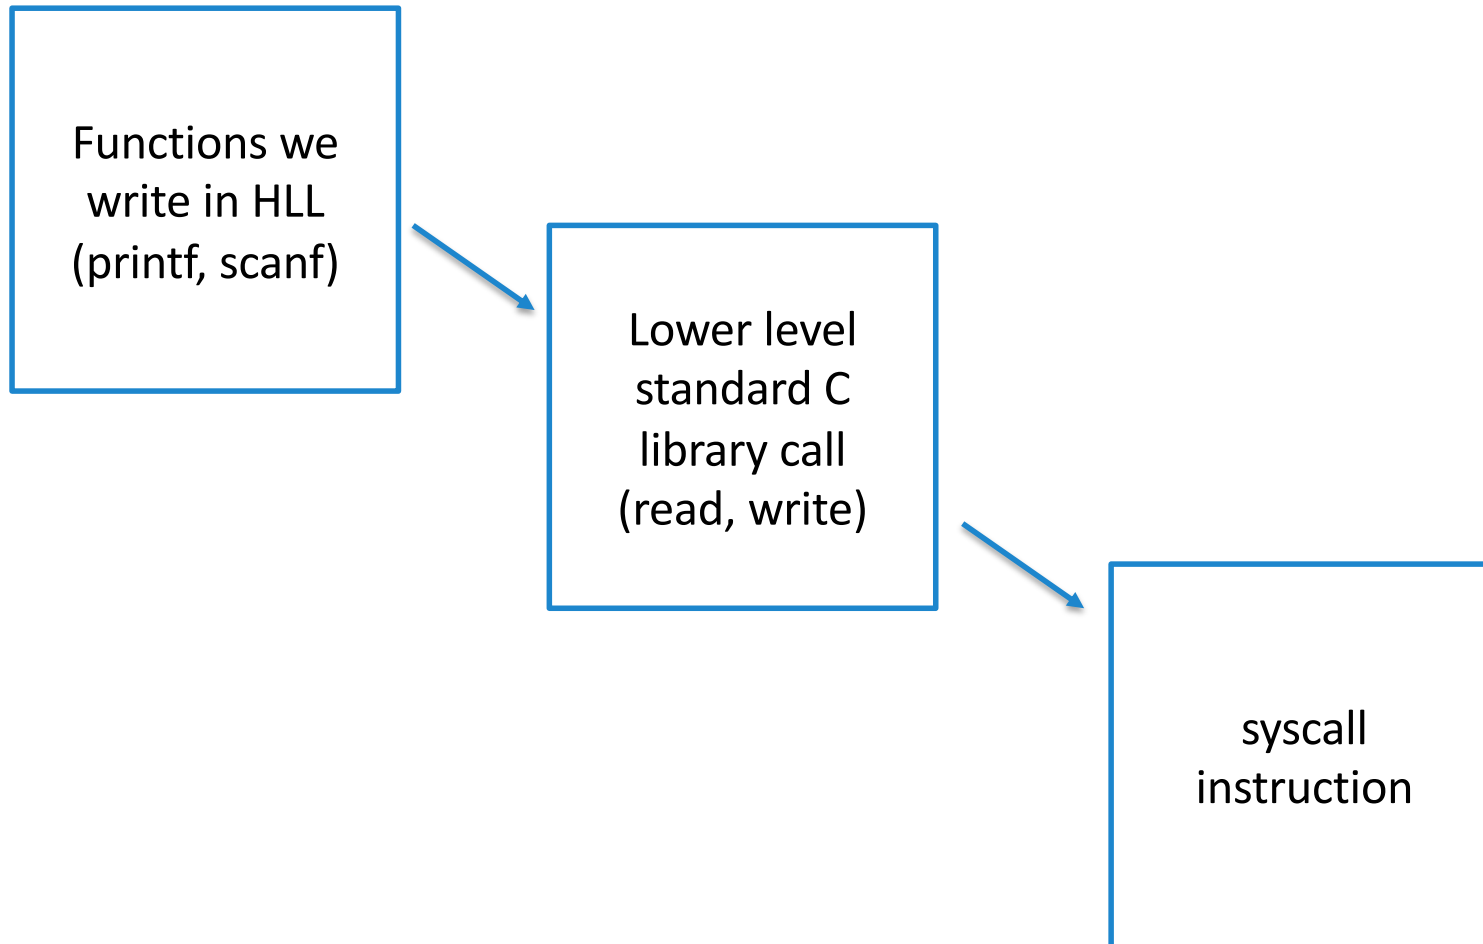 Functions we
write in HLL
(printf, scanf)
Lower level
standard C
library call
(read, write)
syscall
instruction